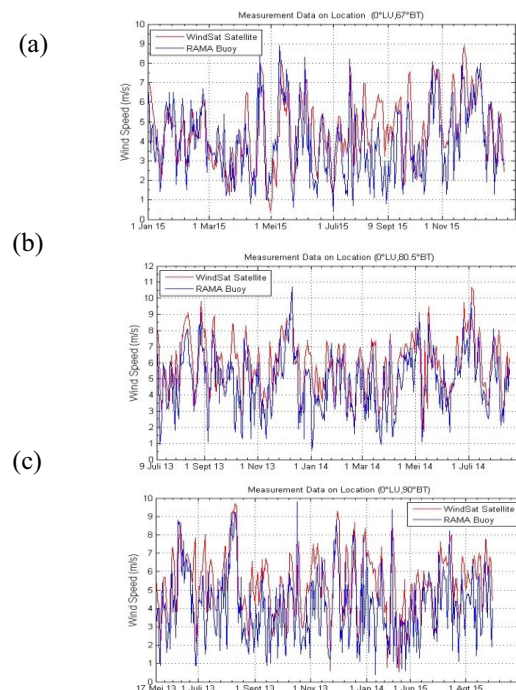 (a)
Measurement Data on Location (0°LU,67°BT)
WindSat Satellite
RAMA Buoy
Wind Speed (m/s)
10
9
8
7
6
5
4
3
2
1
0
1 Jan 15 1 Mar15 1 Mei15 1 Juli15 9 Sept 15 1 Nov 15
(b)
Measurement Data on Location (0°LU,80.5°BT)
WindSat Satellite
RAMA Buoy
Wind Speed (m/s)
12
11
10
9
8
7
6
5
4
3
2
1
0
9 Juli 13 1 Sept 13 1 Nov 13 1 Jan 14 1 Mar 14 1 Mei 14 1 Juli 14
(c)
Measurement Data on Location (0°LU,90°BT)
WindSat Satellite
RAMA Buoy
Wind Speed (m/s)
10
9
8
7
6
5
4
3
2
1
0
17 Mei 13 1 Juli 13 1 Sept 13 1 Nov 13 1 Jan 14 1 Jun 15 1 Agt 15